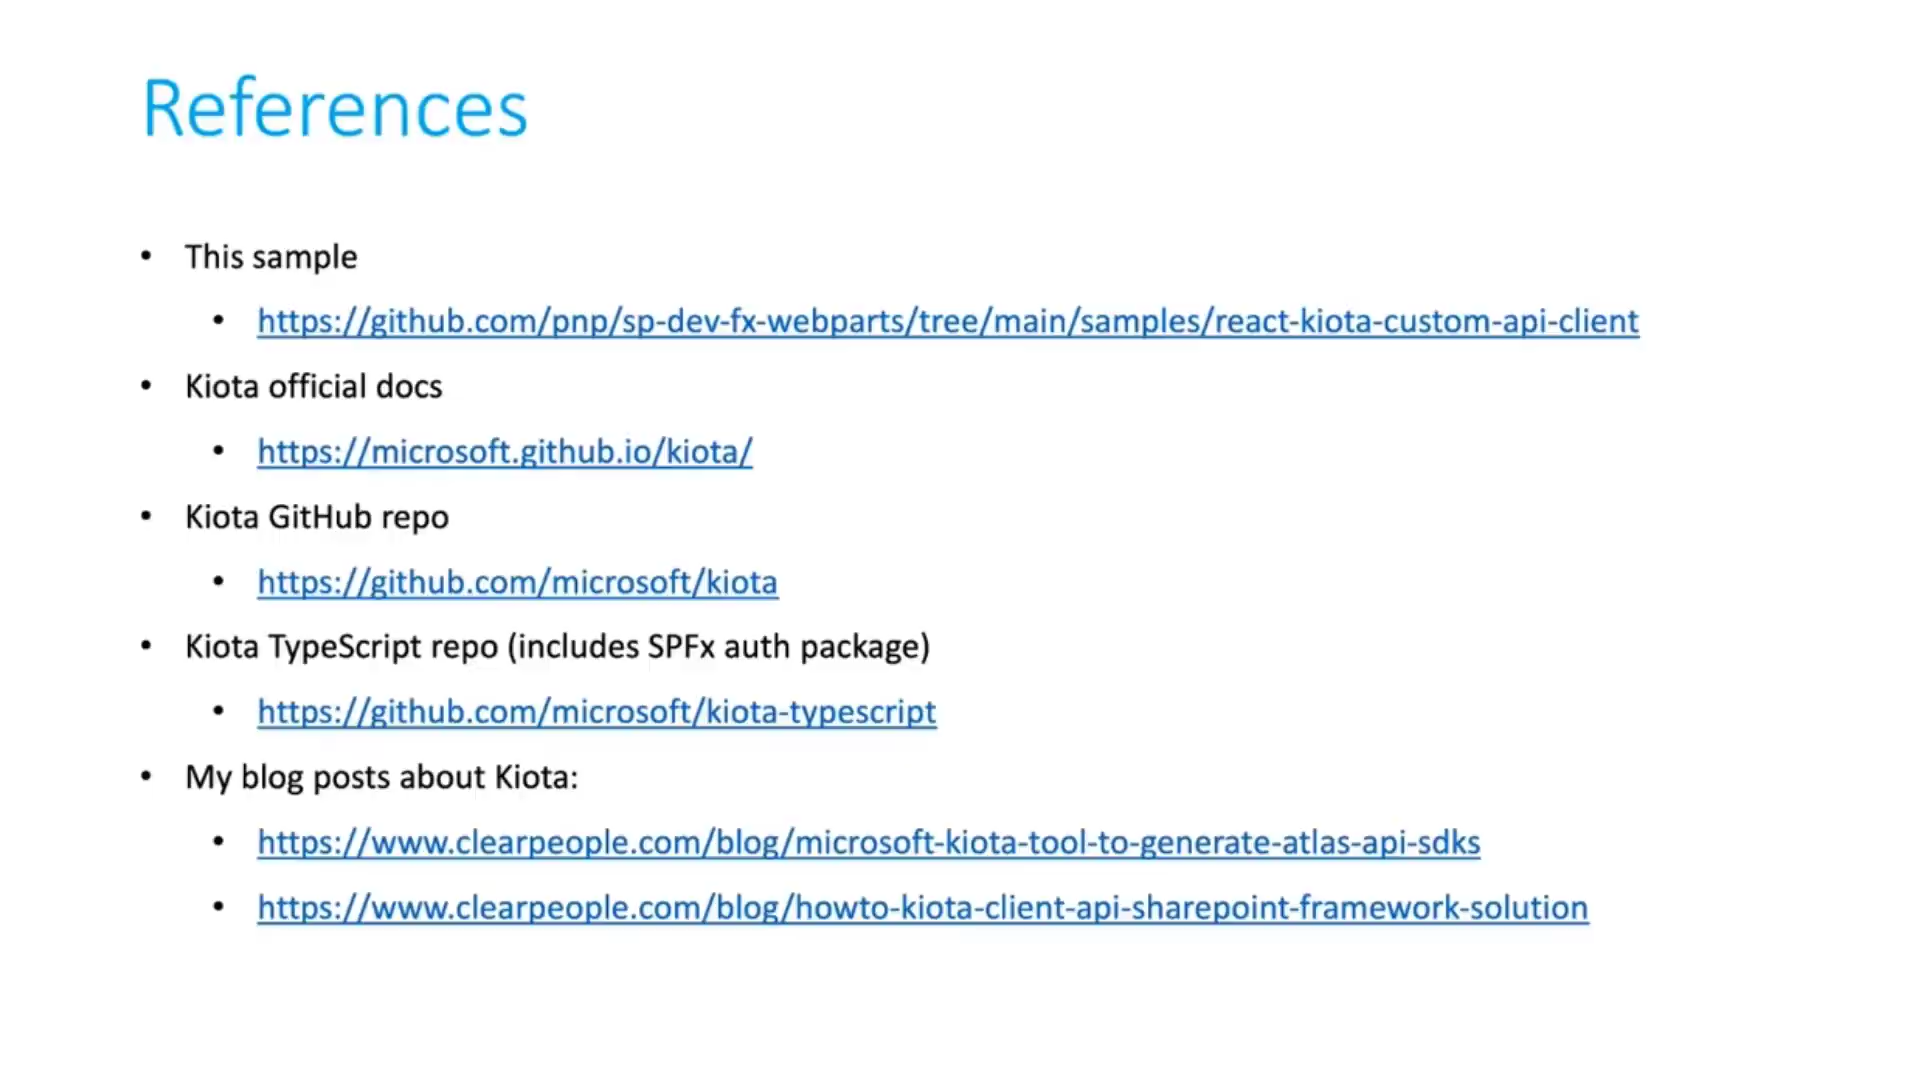 References
• This sample
• https://github.com/pnp/sp-dev-fx-webparts/tree/main/samples/react-kiota-custom-api-client
• Kiota official docs
• https://microsoft.github.io/kiota/
• Kiota GitHub repo
• https://github.com/microsoft/kiota
• Kiota TypeScript repo (includes SPFx auth package)
• https://github.com/microsoft/kiota-typescript
• My blog posts about Kiota:
• https://www.clearpeople.com/blog/microsoft-kiota-tool-to-generate-atlas-api-sdks
• https://www.clearpeople.com/blog/howto-kiota-client-api-sharepoint-framework-solution